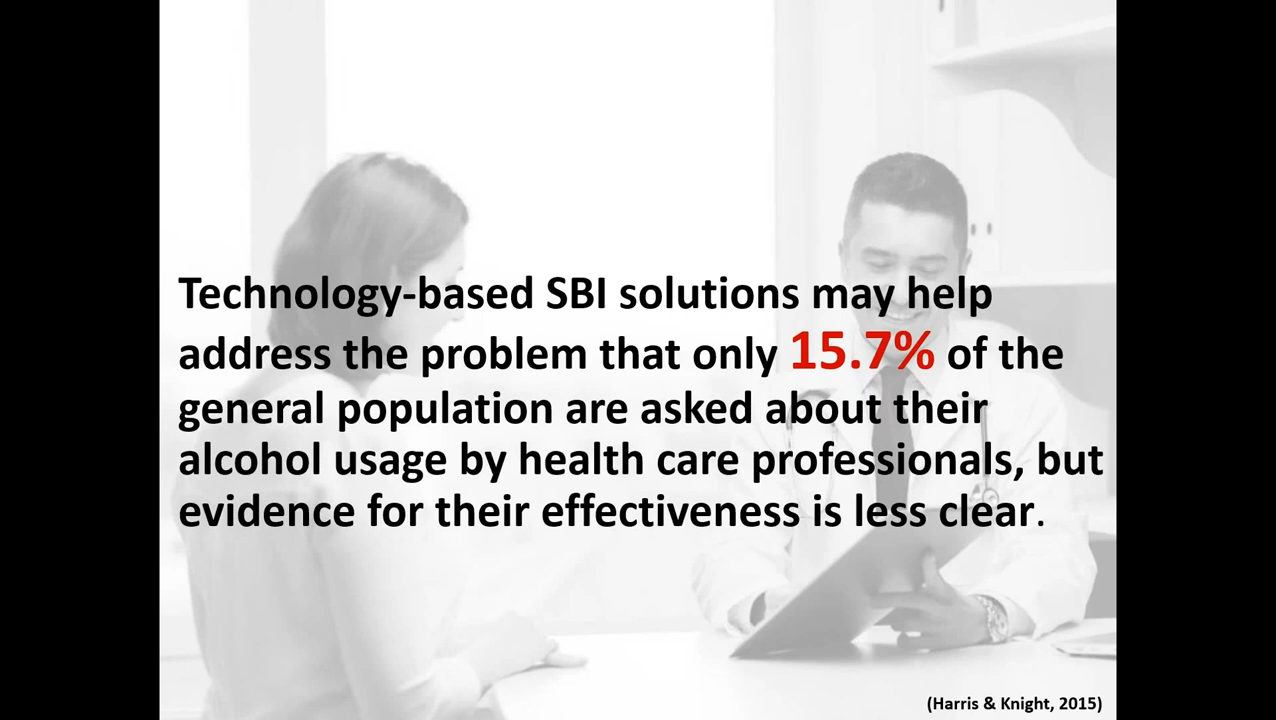 Technology-based SBI solutions may help
address the problem that only 15.7% of the
general population are asked about their
alcohol usage by health care professionals, but
evidence for their effectiveness is less clear.
(Harris & Knight, 2015)